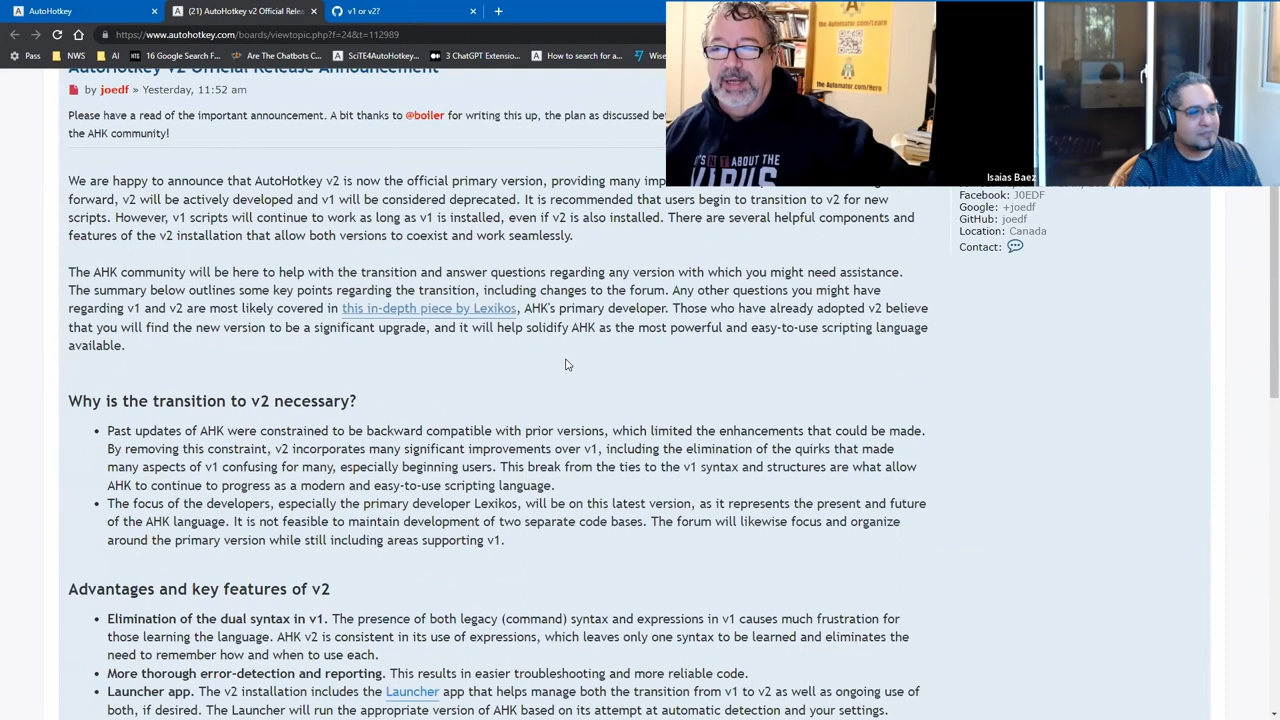 AutoHotkey
(21) AutoHotkey v2 Official Relea
v1 or v2?
hotkey.com/boards/viewtopic.php?f=24&t=112989
Pass
NWS
AI
(6) Google Search F...
Are The Chatbots C...
SciTE4AutoHotkey...
3 ChatGPT Extensio...
How to search for a...
Wise
AutoHotkey v2 Official Release Announcement
by joedf » Yesterday, 11:52 am
Please have a read of the important announcement. A bit thanks to @boiler for writing this up, the plan as discussed be
the AHK community!
We are happy to announce that AutoHotkey v2 is now the official primary version, providing many imp
forward, v2 will be actively developed and v1 will be considered deprecated. It is recommended that users begin to transition to v2 for new
scripts. However, v1 scripts will continue to work as long as v1 is installed, even if v2 is also installed. There are several helpful components and
features of the v2 installation that allow both versions to coexist and work seamlessly.
The AHK community will be here to help with the transition and answer questions regarding any version with which you might need assistance.
The summary below outlines some key points regarding the transition, including changes to the forum. Any other questions you might have
regarding v1 and v2 are most likely covered in this in-depth piece by Lexikos, AHK's primary developer. Those who have already adopted v2 believe
that you will find the new version to be a significant upgrade, and it will help solidify AHK as the most powerful and easy-to-use scripting language
available.
Why is the transition to v2 necessary?
• Past updates of AHK were constrained to be backward compatible with prior versions, which limited the enhancements that could be made.
By removing this constraint, v2 incorporates many significant improvements over v1, including the elimination of the quirks that made
many aspects of v1 confusing for many, especially beginning users. This break from the ties to the v1 syntax and structures are what allow
AHK to continue to progress as a modern and easy-to-use scripting language.
• The focus of the developers, especially the primary developer Lexikos, will be on this latest version, as it represents the present and future
of the AHK language. It is not feasible to maintain development of two separate code bases. The forum will likewise focus and organize
around the primary version while still including areas supporting v1.
Advantages and key features of v2
• Elimination of the dual syntax in v1. The presence of both legacy (command) syntax and expressions in v1 causes much frustration for
those learning the language. AHK v2 is consistent in its use of expressions, which leaves only one syntax to be learned and eliminates the
need to remember how and when to use each.
• More thorough error-detection and reporting. This results in easier troubleshooting and more reliable code.
• Launcher app. The v2 installation includes the Launcher app that helps manage both the transition from v1 to v2 as well as ongoing use of
both, if desired. The Launcher will run the appropriate version of AHK based on its attempt at automatic detection and your settings.
Facebook: J0EDF
Google: +joedf
GitHub: joedf
Location: Canada
Contact:
the-Automator.com/Learn
the-Automator.com/Hero
ABOUT THE
VIRUS
Isaias Baez